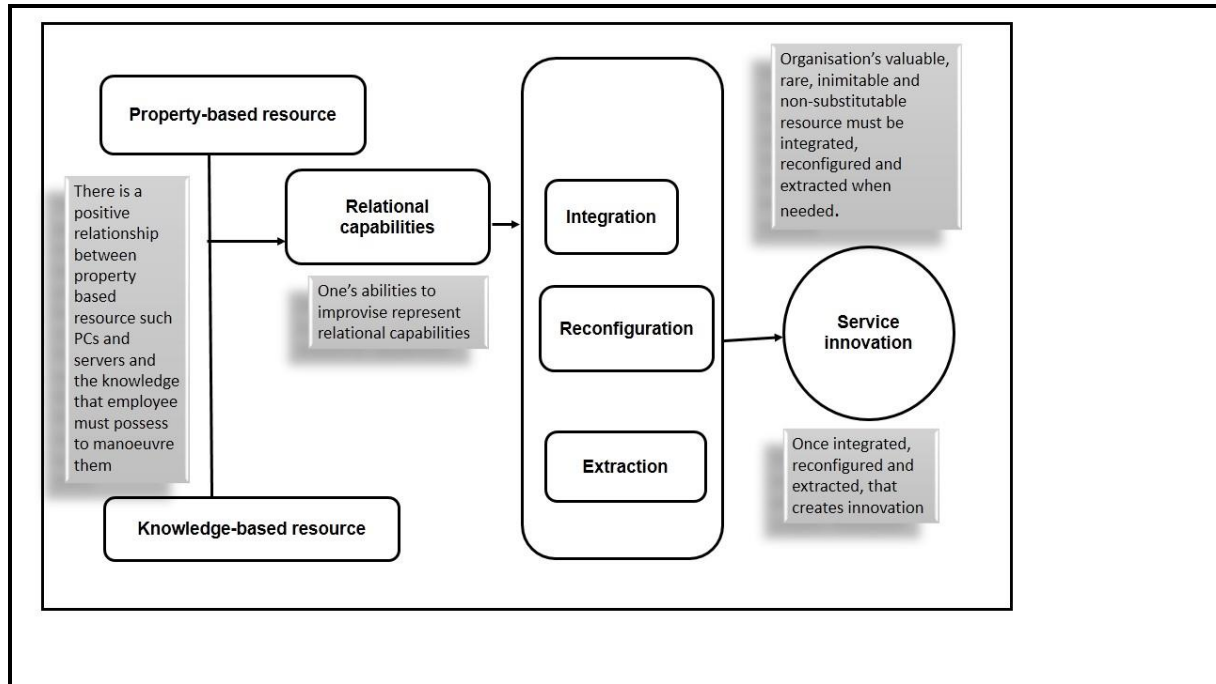 Property-based resource
There is a
positive
relationship
between
property
based
resource such
PCs and
servers and
the knowledge
that employee
must possess
to manoeuvre
them
Knowledge-based resource
Relational
capabilities
One's abilities to
improvise represent
relational capabilities
Integration
Reconfiguration
Extraction
Organisation's valuable,
rare, inimitable and
non-substitutable
resource must be
integrated,
reconfigured and
extracted when
needed.
Service
innovation
Once integrated,
reconfigured and
extracted, that
creates innovation